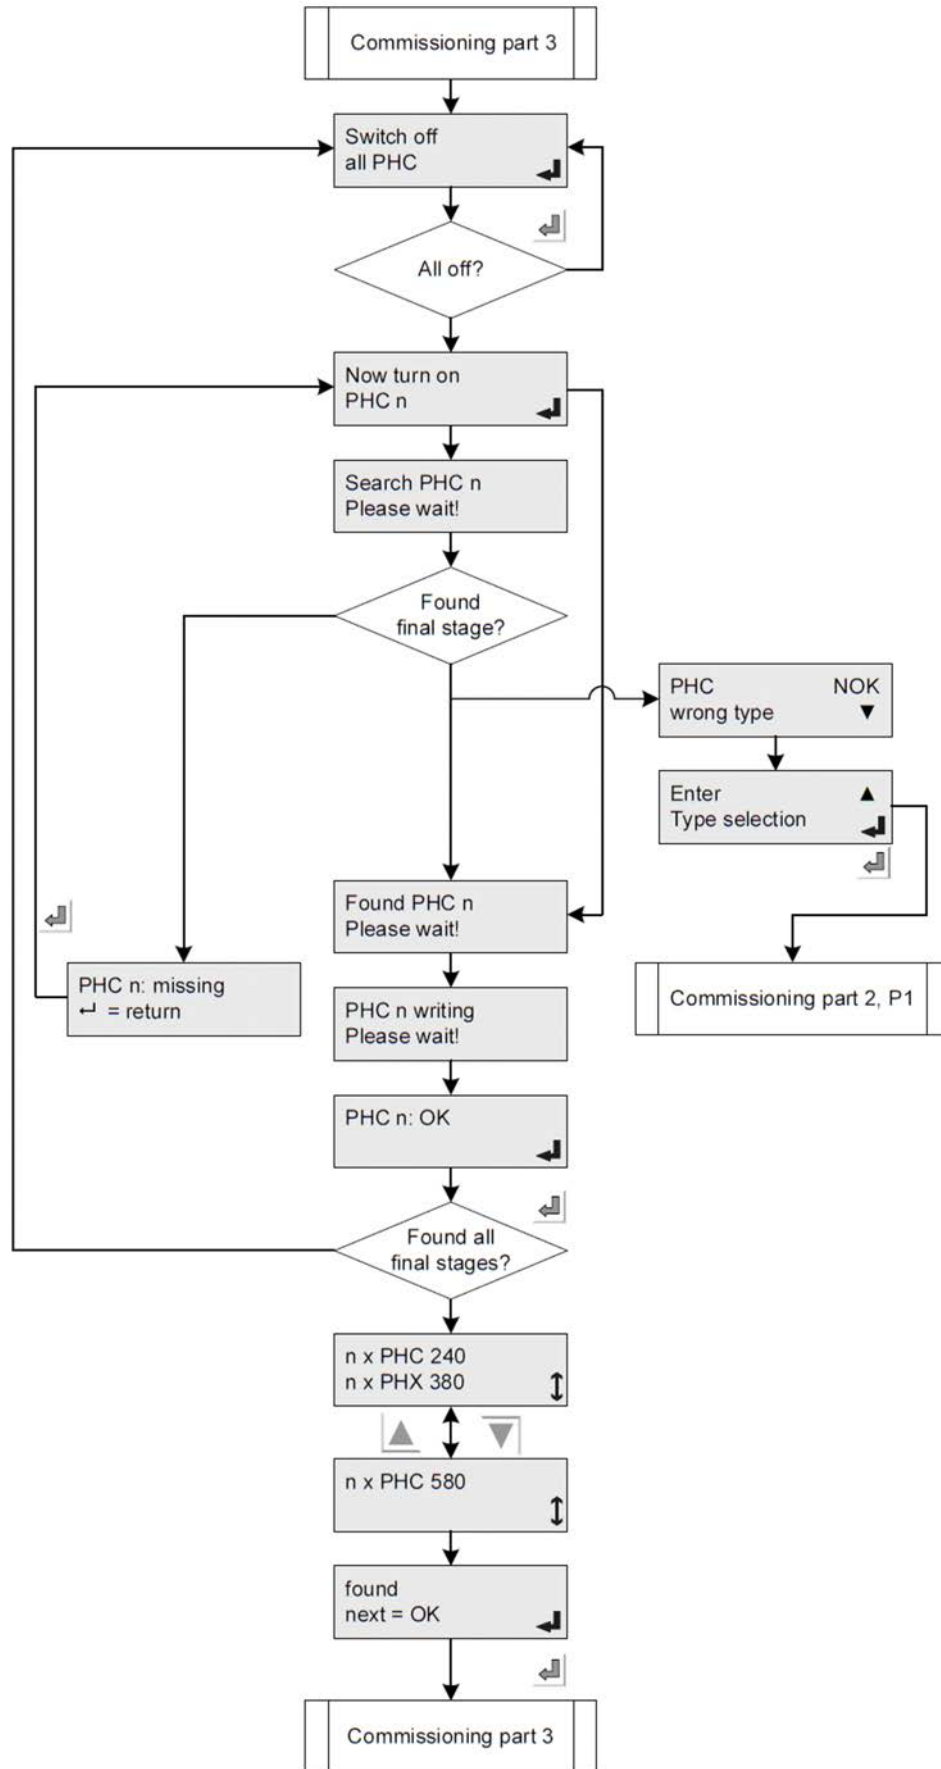 Commissioning part 3
Switch off
all PHC
All off?
Now turn on
PHC n
Search PHC n
Please wait!
Found
final stage?
PHC NOK
wrong type ▼
Enter ▲
Type selection
Found PHC n
Please wait!
PHC n: missing
↵ = return
Commissioning part 2, P1
PHC n writing
Please wait!
PHC n: OK
Found all
final stages?
n x PHC 240
n x PHX 380
n x PHC 580
found
next = OK
Commissioning part 3